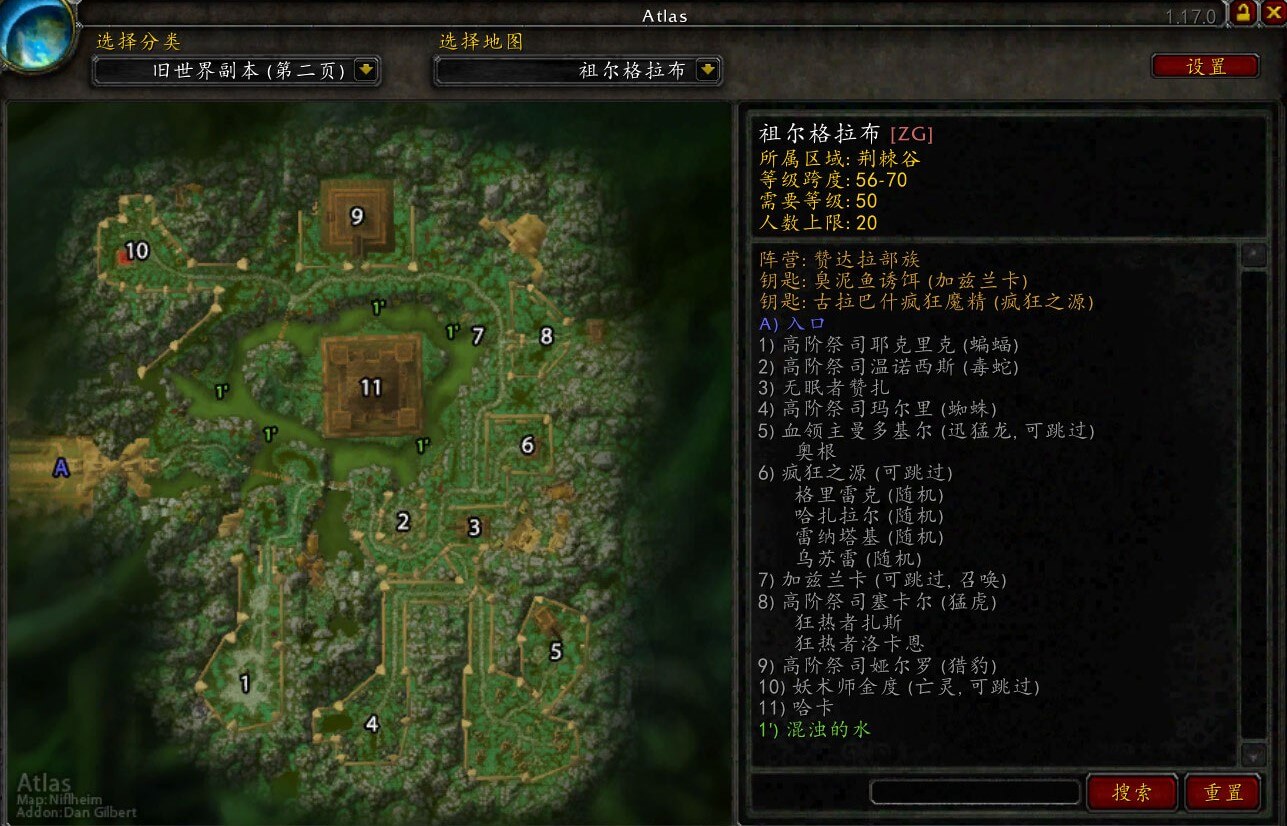 Atlas
1.17.0
选择分类
选择地图
旧世界副本 (第二页)
祖尔格拉布
设置
祖尔格拉布 [ZG]
所属区域: 荆棘谷
等级跨度: 56-70
需要等级: 50
人数上限: 20
阵营: 赞达拉部族
钥匙: 臭泥鱼诱饵 (加兹兰卡)
钥匙: 古拉巴什疯狂魔精 (疯狂之源)
A) 入口
1) 高阶祭司耶克里克 (蝙蝠)
2) 高阶祭司温诺西斯 (毒蛇)
3) 无眠者赞扎
4) 高阶祭司玛尔里 (蜘蛛)
5) 血领主曼多基尔 (迅猛龙, 可跳过)
奥根
6) 疯狂之源 (可跳过)
格里雷克 (随机)
哈扎拉尔 (随机)
雷纳塔基 (随机)
乌苏雷 (随机)
7) 加兹兰卡 (可跳过, 召唤)
8) 高阶祭司塞卡尔 (猛虎)
狂热者扎斯
狂热者洛卡恩
9) 高阶祭司娅尔罗 (猎豹)
10) 妖术师金度 (亡灵, 可跳过)
11) 哈卡
1') 混浊的水
搜索
重置
9
10
1'
1'
7
8
11
1'
1'
1'
6
A
2
3
5
1
4
Atlas
Map: Niflheim
Addon: Dan Gilbert